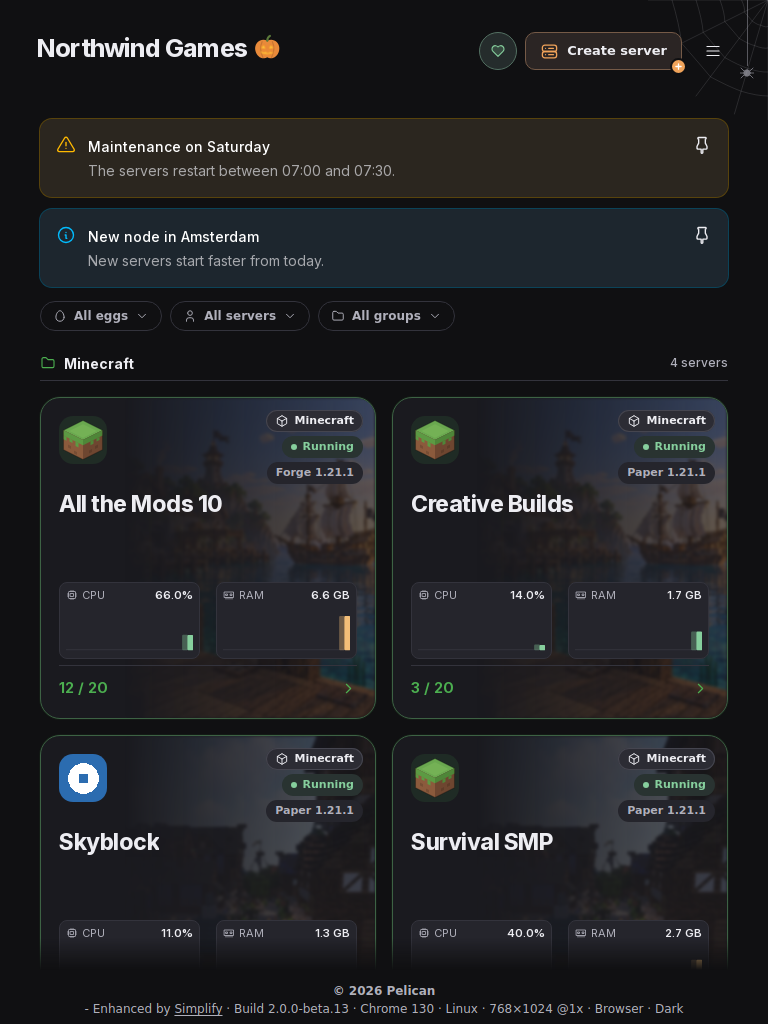 Northwind Games 🎃
Create server
Maintenance on Saturday
The servers restart between 07:00 and 07:30.
New node in Amsterdam
New servers start faster from today.
All eggs
All servers
All groups
Minecraft
4 servers
Minecraft
Running
Forge 1.21.1
All the Mods 10
CPU 66.0%
RAM 6.6 GB
12 / 20
Minecraft
Running
Paper 1.21.1
Creative Builds
CPU 14.0%
RAM 1.7 GB
3 / 20
Minecraft
Running
Paper 1.21.1
Skyblock
CPU 11.0%
RAM 1.3 GB
Minecraft
Running
Paper 1.21.1
Survival SMP
CPU 40.0%
RAM 2.7 GB
© 2026 Pelican
- Enhanced by Simplify · Build 2.0.0-beta.13 · Chrome 130 · Linux · 768×1024 @1x · Browser · Dark